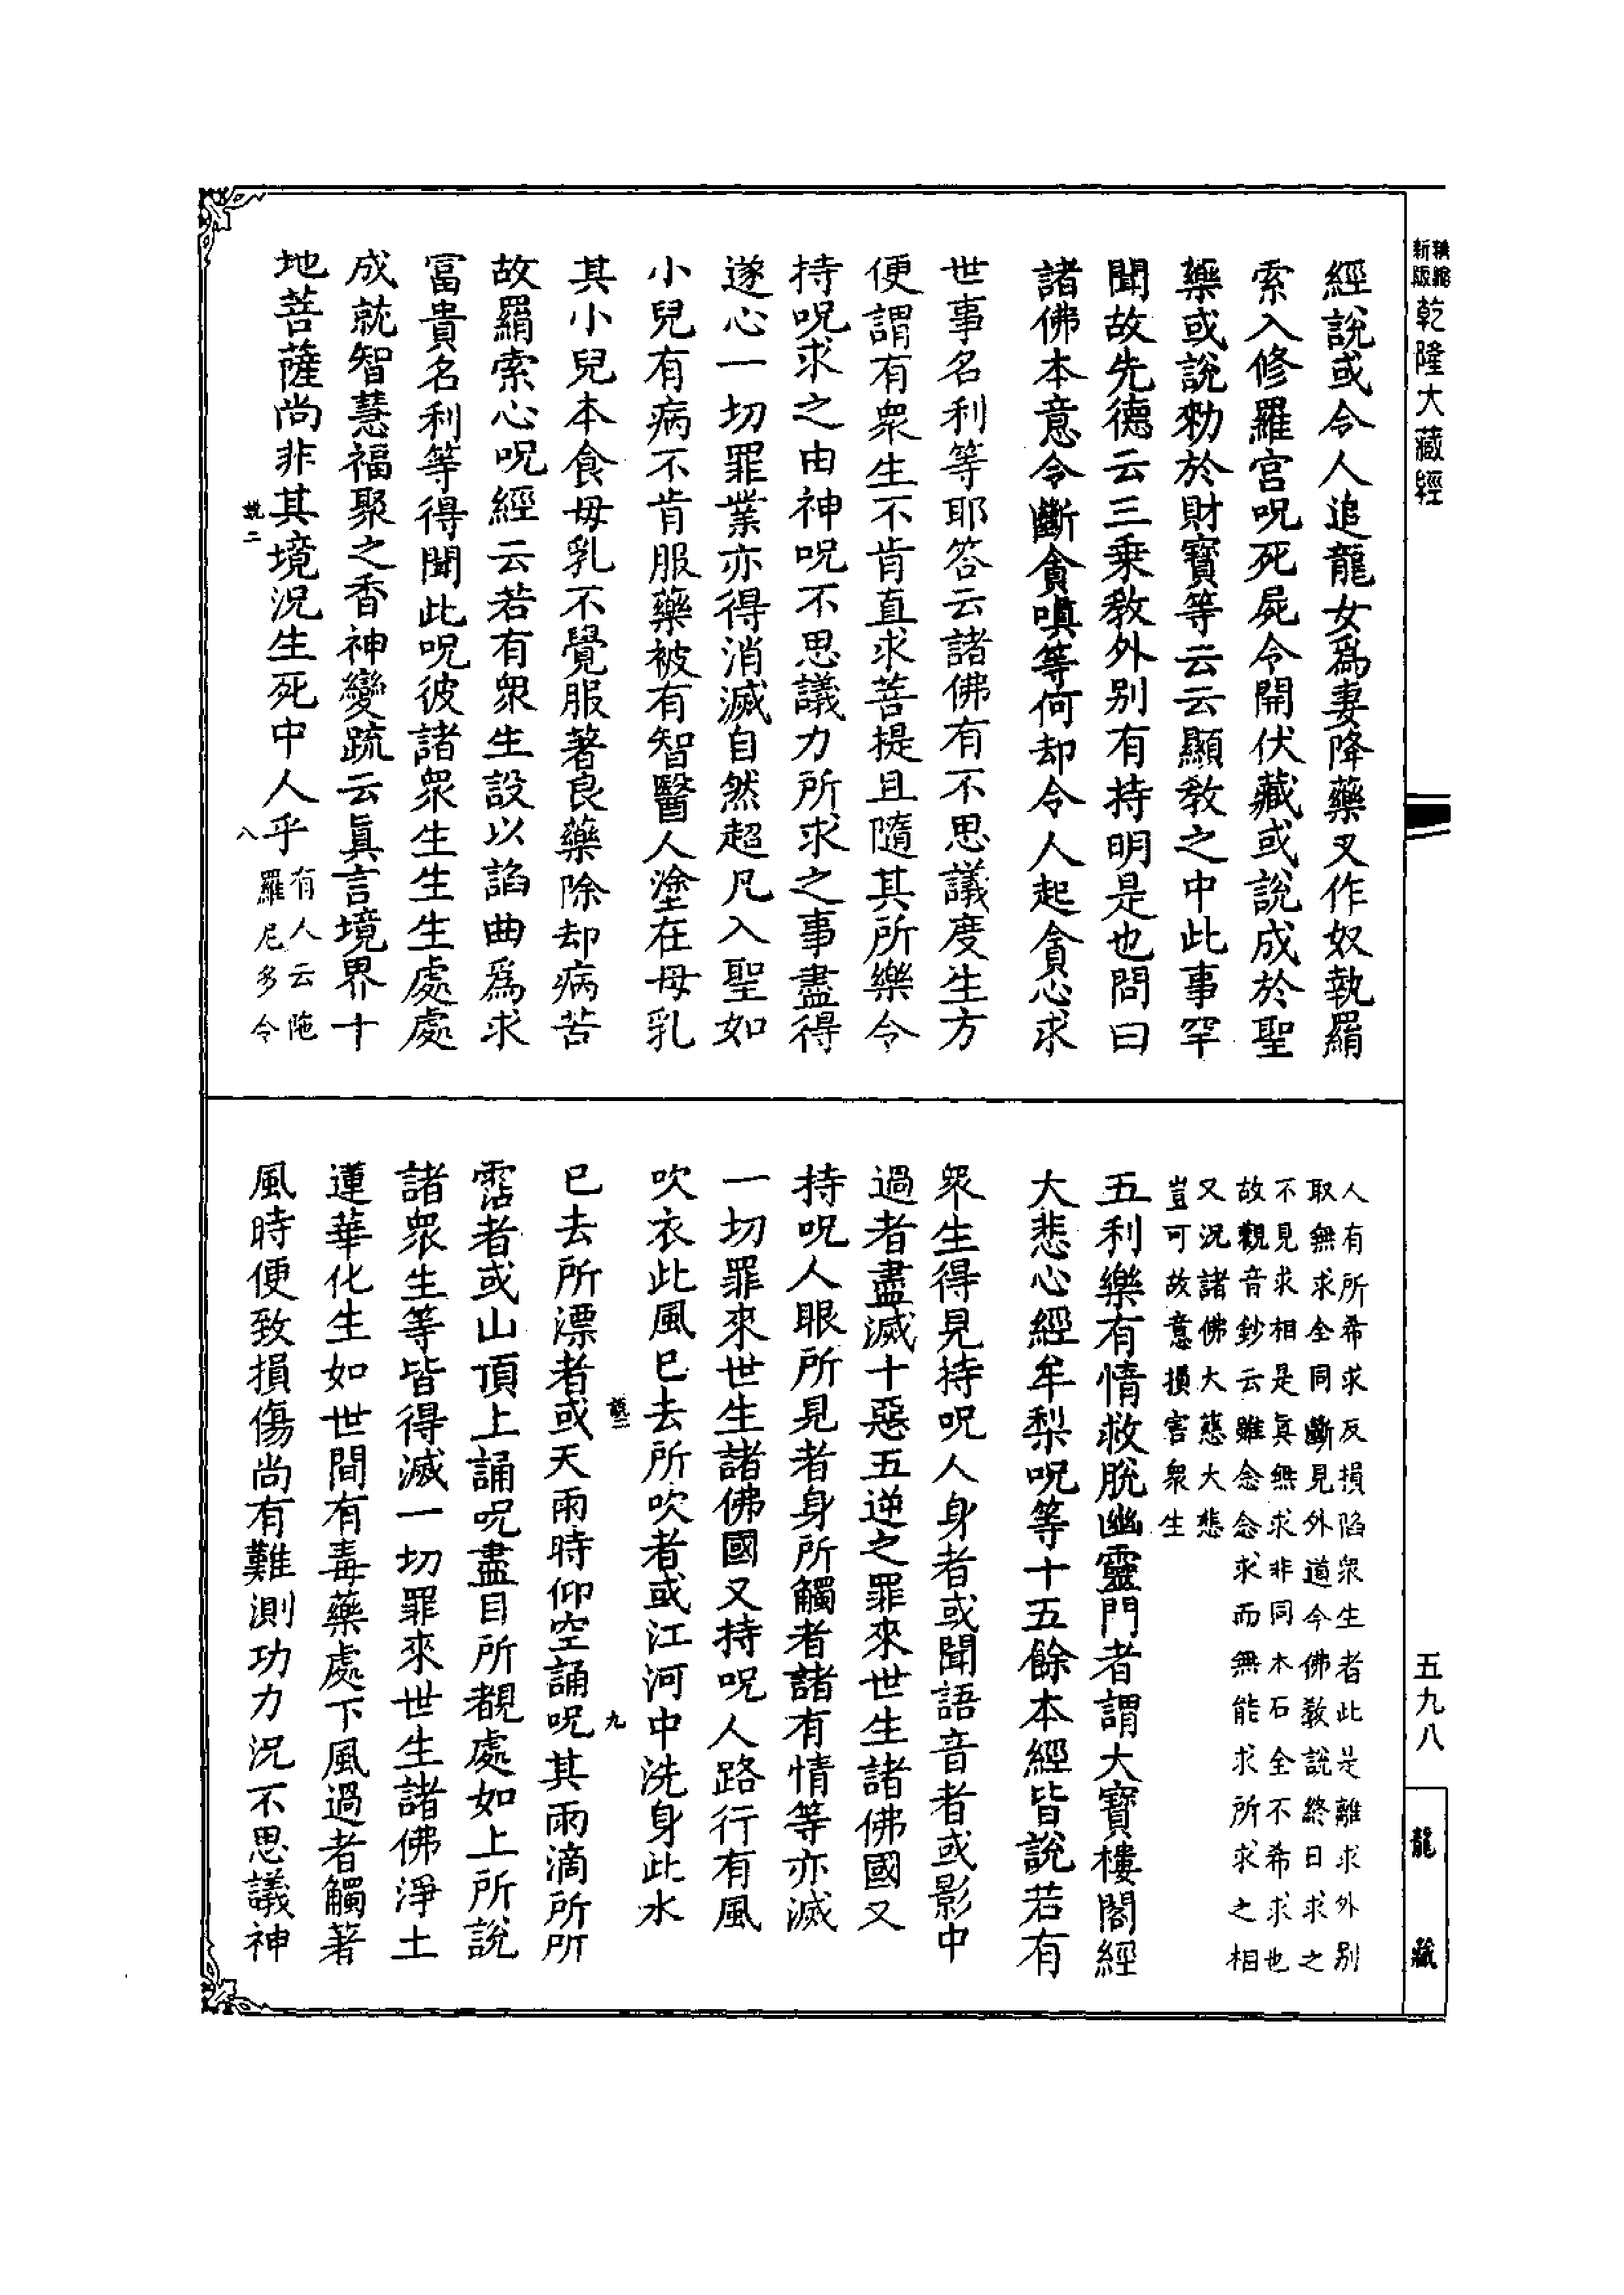 精縮
新版
乾隆大藏經
經說或令人追龍女爲妻降藥叉作奴執羂
索入修羅宮呪死屍令開伏藏或說成於聖
藥或說勑於財寶等云云顯教之中此事罕
聞故先德云三乗敎外别有持明是也問曰
諸佛本意令斷貪嗔等何却令人起貪心求
世事名利等耶答云諸佛有不思議度生方
便謂有衆生不肯直求菩提且隨其所樂令
持呪求之由神呪不思議力所求之事盡得
遂心一切罪業亦得消滅自然超凡入聖如
小兒有病不肯服藥被有智醫人塗在母乳
其小兒本食母乳不覺服著良藥除却病苦
故羂索心呪經云若有衆生設以諂曲爲求
富貴名利等得聞此呪彼諸衆生生生處處
成就智慧福聚之香神變疏云眞言境界十
地菩薩尚非其境況生死中人乎有人云陁
羅尼多令
說二
八
人有所希求反損陷衆生者此是離求外别
取無求全同斷見外道今佛敎說終日求之
不見求相是眞無求非同木石全不希求也
故觀音鈔云雖念念求而無能求所求之相
又況諸佛大慈大悲
豈可故意損害衆生
五利樂有情救脫幽靈門者謂大寶樓閣經
大悲心經牟梨呪等十五餘本經皆說若有
衆生得見持呪人身者或聞語音者或影中
過者盡滅十惡五逆之罪來世生諸佛國又
持呪人眼所見者身所觸者諸有情等亦滅
一切罪來世生諸佛國又持呪人路行有風
吹衣此風已去所吹者或江河中洗身此水
說二
九
已去所漂者或天雨時仰空誦呪其雨滴所
霑者或山頂上誦呪盡目所覩處如上所說
諸衆生等皆得滅一切罪來世生諸佛淨土
蓮華化生如世間有毒藥處下風過者觸著
風時便致損傷尚有難測功力況不思議神
五九八
龍藏